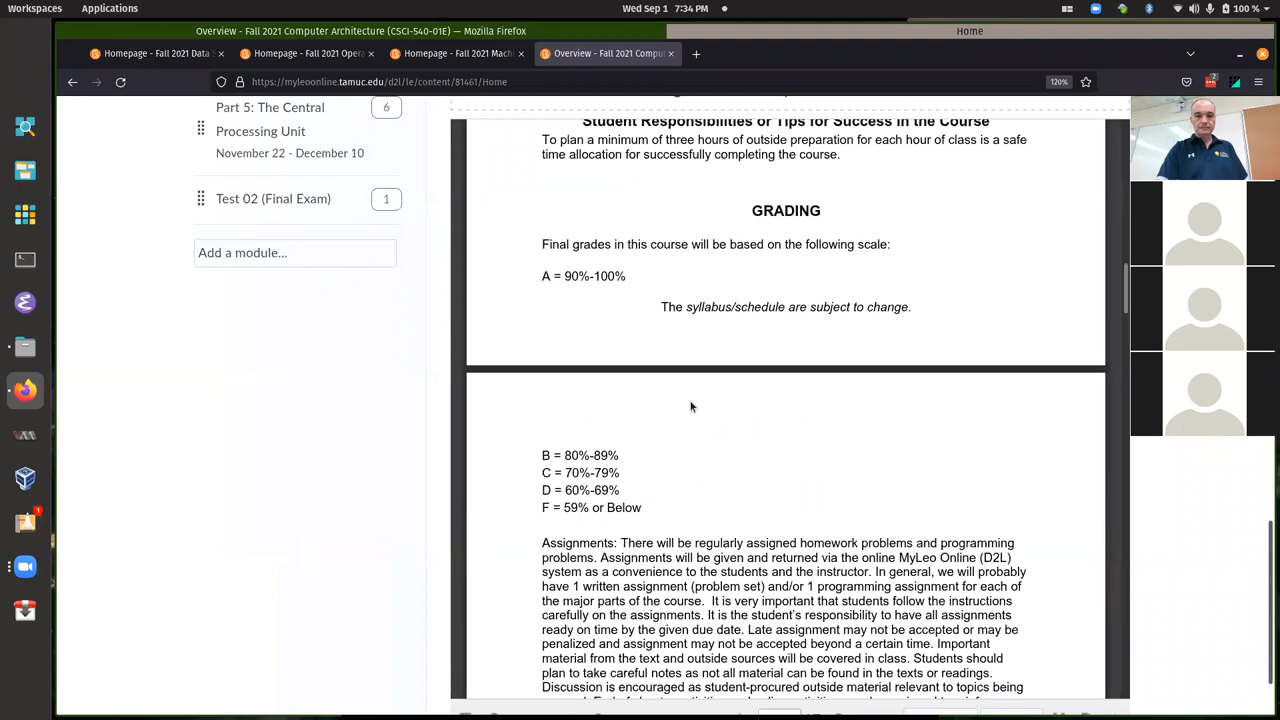 Workspaces Applications Wed Sep 1 7:34 PM 100 %
Overview - Fall 2021 Computer Architecture (CSCI-540-01E) — Mozilla Firefox Home
Homepage - Fall 2021 Data S Homepage - Fall 2021 Oper Homepage - Fall 2021 Machi Overview - Fall 2021 Compu
https://myleoonline.tamuc.edu/d2l/le/content/81461/Home 120%
Part 5: The Central
Processing Unit
6
November 22 - December 10
Test 02 (Final Exam) 1
Add a module...
Student Responsibilities or Tips for Success in the Course
To plan a minimum of three hours of outside preparation for each hour of class is a safe
time allocation for successfully completing the course.
GRADING
Final grades in this course will be based on the following scale:
A = 90%-100%
The syllabus/schedule are subject to change.
B = 80%-89%
C = 70%-79%
D = 60%-69%
F = 59% or Below
Assignments: There will be regularly assigned homework problems and programming
problems. Assignments will be given and returned via the online MyLeo Online (D2L)
system as a convenience to the students and the instructor. In general, we will probably
have 1 written assignment (problem set) and/or 1 programming assignment for each of
the major parts of the course. It is very important that students follow the instructions
carefully on the assignments. It is the student's responsibility to have all assignments
ready on time by the given due date. Late assignment may not be accepted or may be
penalized and assignment may not be accepted beyond a certain time. Important
material from the text and outside sources will be covered in class. Students should
plan to take careful notes as not all material can be found in the texts or readings.
Discussion is encouraged as student-procured outside material relevant to topics being